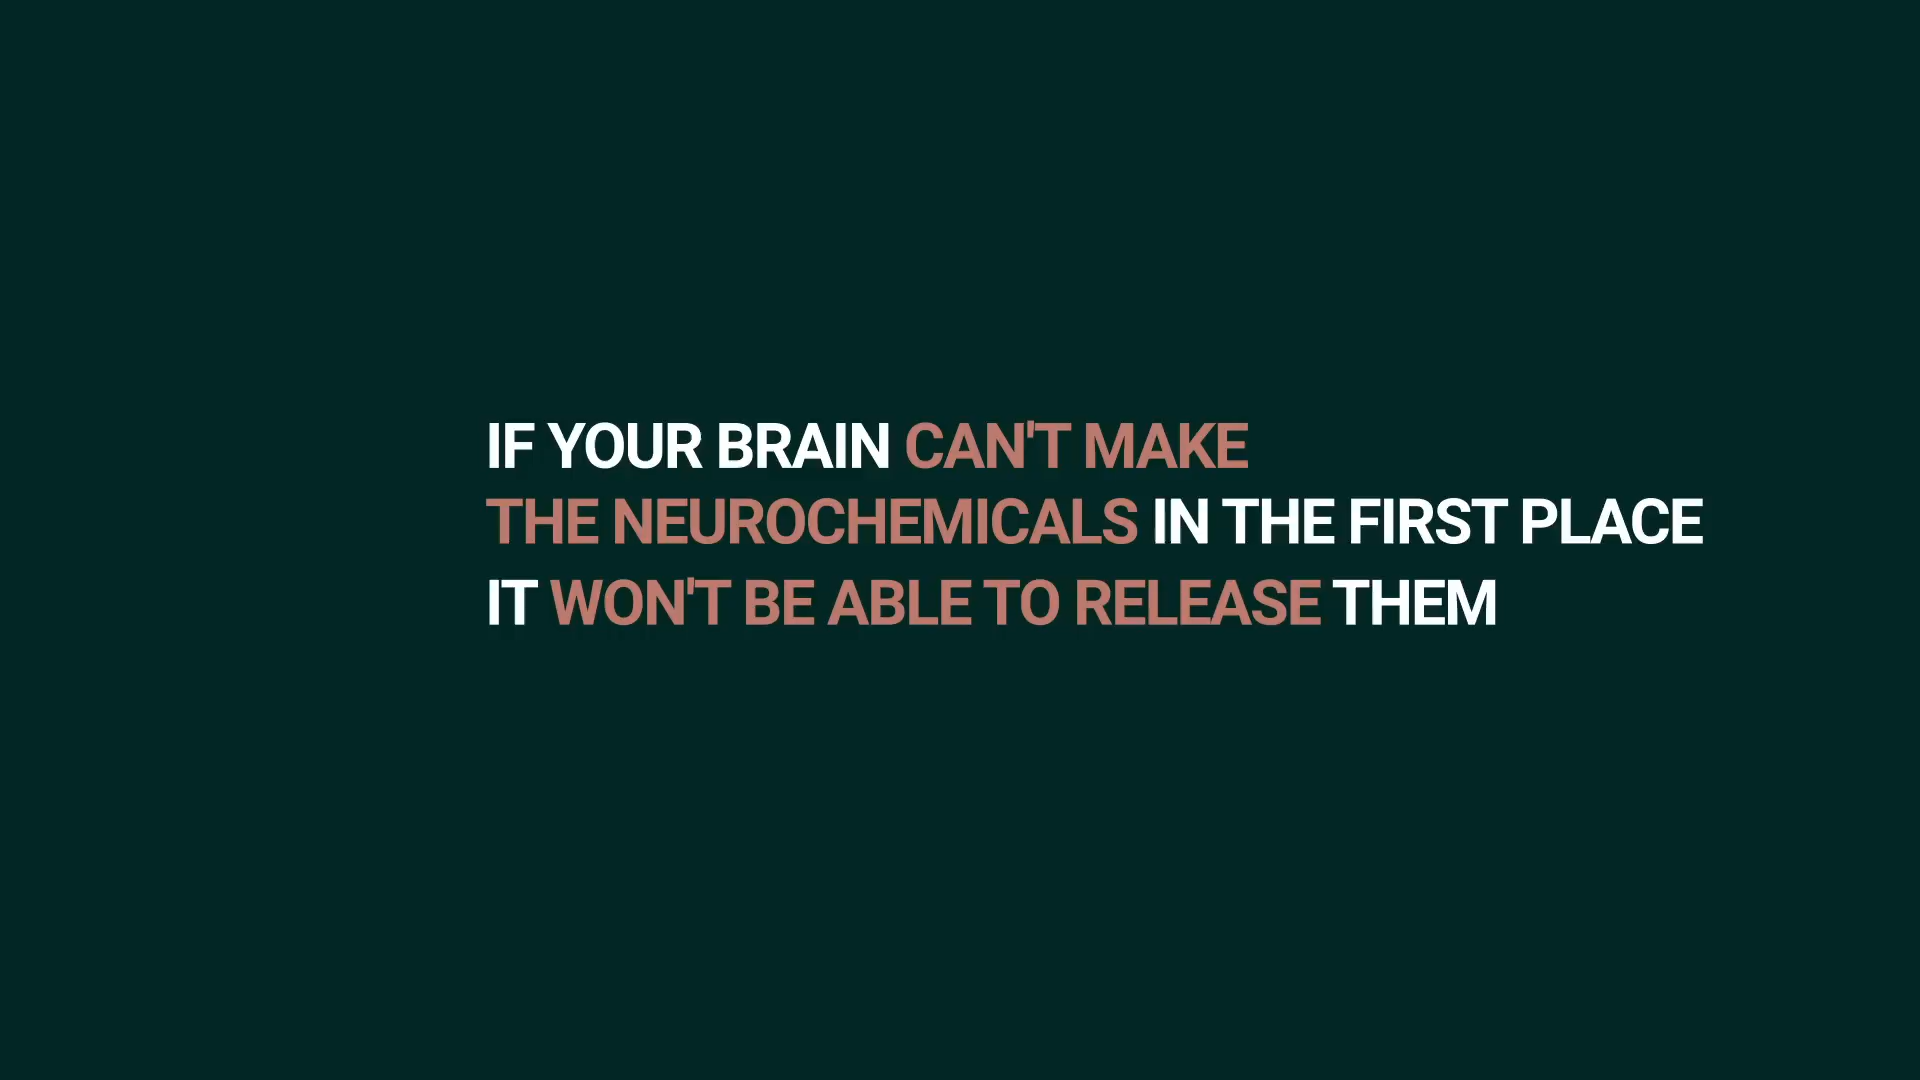 IF YOUR BRAIN CAN'T MAKE
THE NEUROCHEMICALS IN THE FIRST PLACE
IT WON'T BE ABLE TO RELEASE THEM